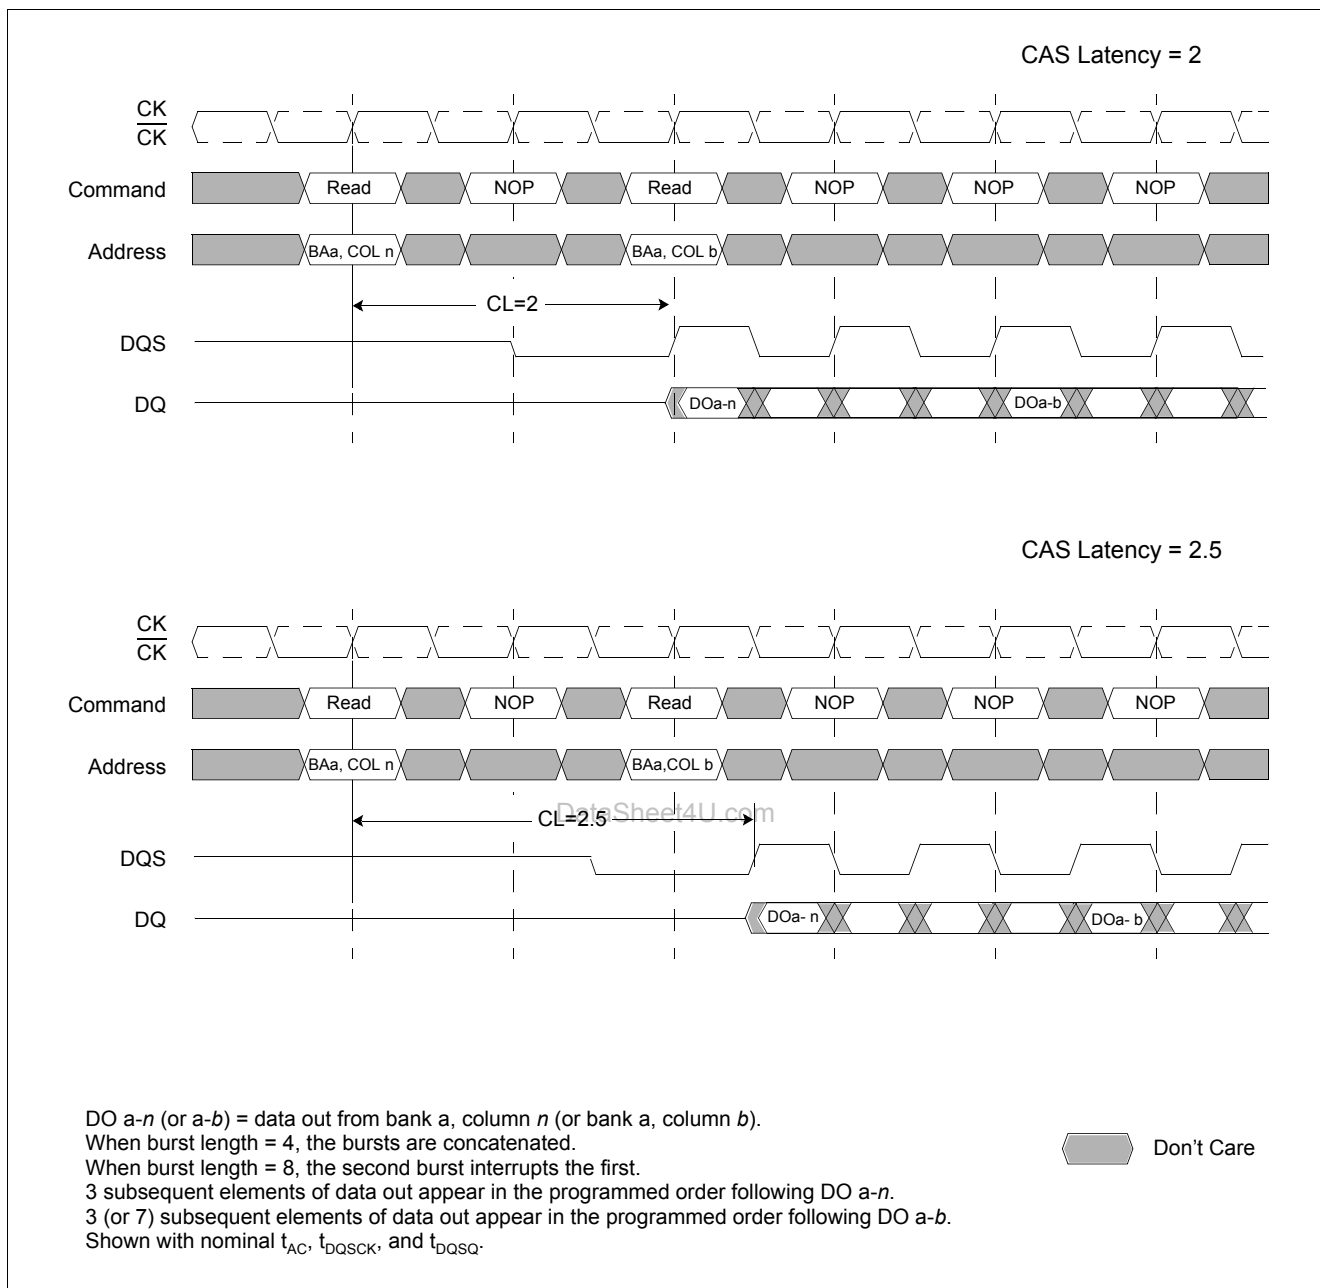 CAS Latency = 2
CK
CK
Command Read NOP Read NOP NOP NOP
Address BAa, COL n BAa, COL b
CL=2
DQS
DQ DOa-n DOa-b
CAS Latency = 2.5
CK
CK
Command Read NOP Read NOP NOP NOP
Address BAa, COL n BAa,COL b
DataSheet4U.com
CL=2.5
DQS
DQ DOa- n DOa- b
DO a-n (or a-b) = data out from bank a, column n (or bank a, column b).
When burst length = 4, the bursts are concatenated.
When burst length = 8, the second burst interrupts the first.
3 subsequent elements of data out appear in the programmed order following DO a-n.
3 (or 7) subsequent elements of data out appear in the programmed order following DO a-b.
Shown with nominal tAC, tDQSCK, and tDQSQ.
Don't Care